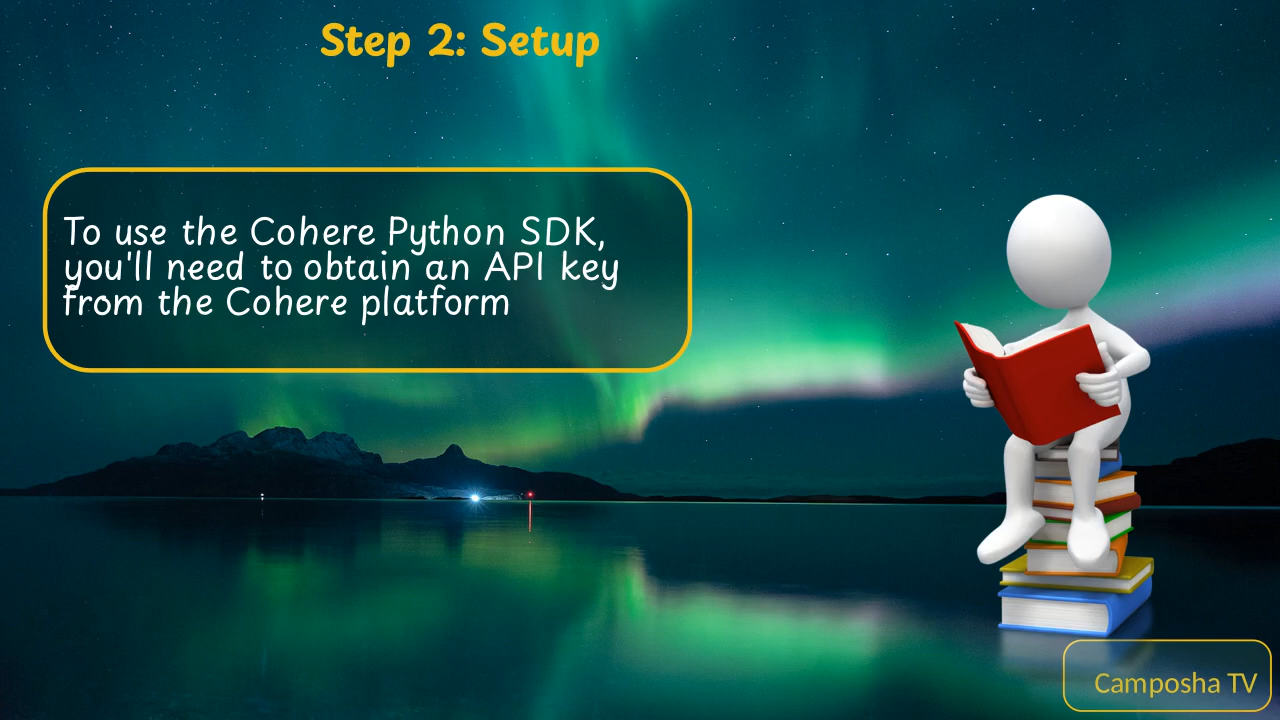 Step 2: Setup
To use the Cohere Python SDK,
you'll need to obtain an API key
from the Cohere platform
Camposha TV